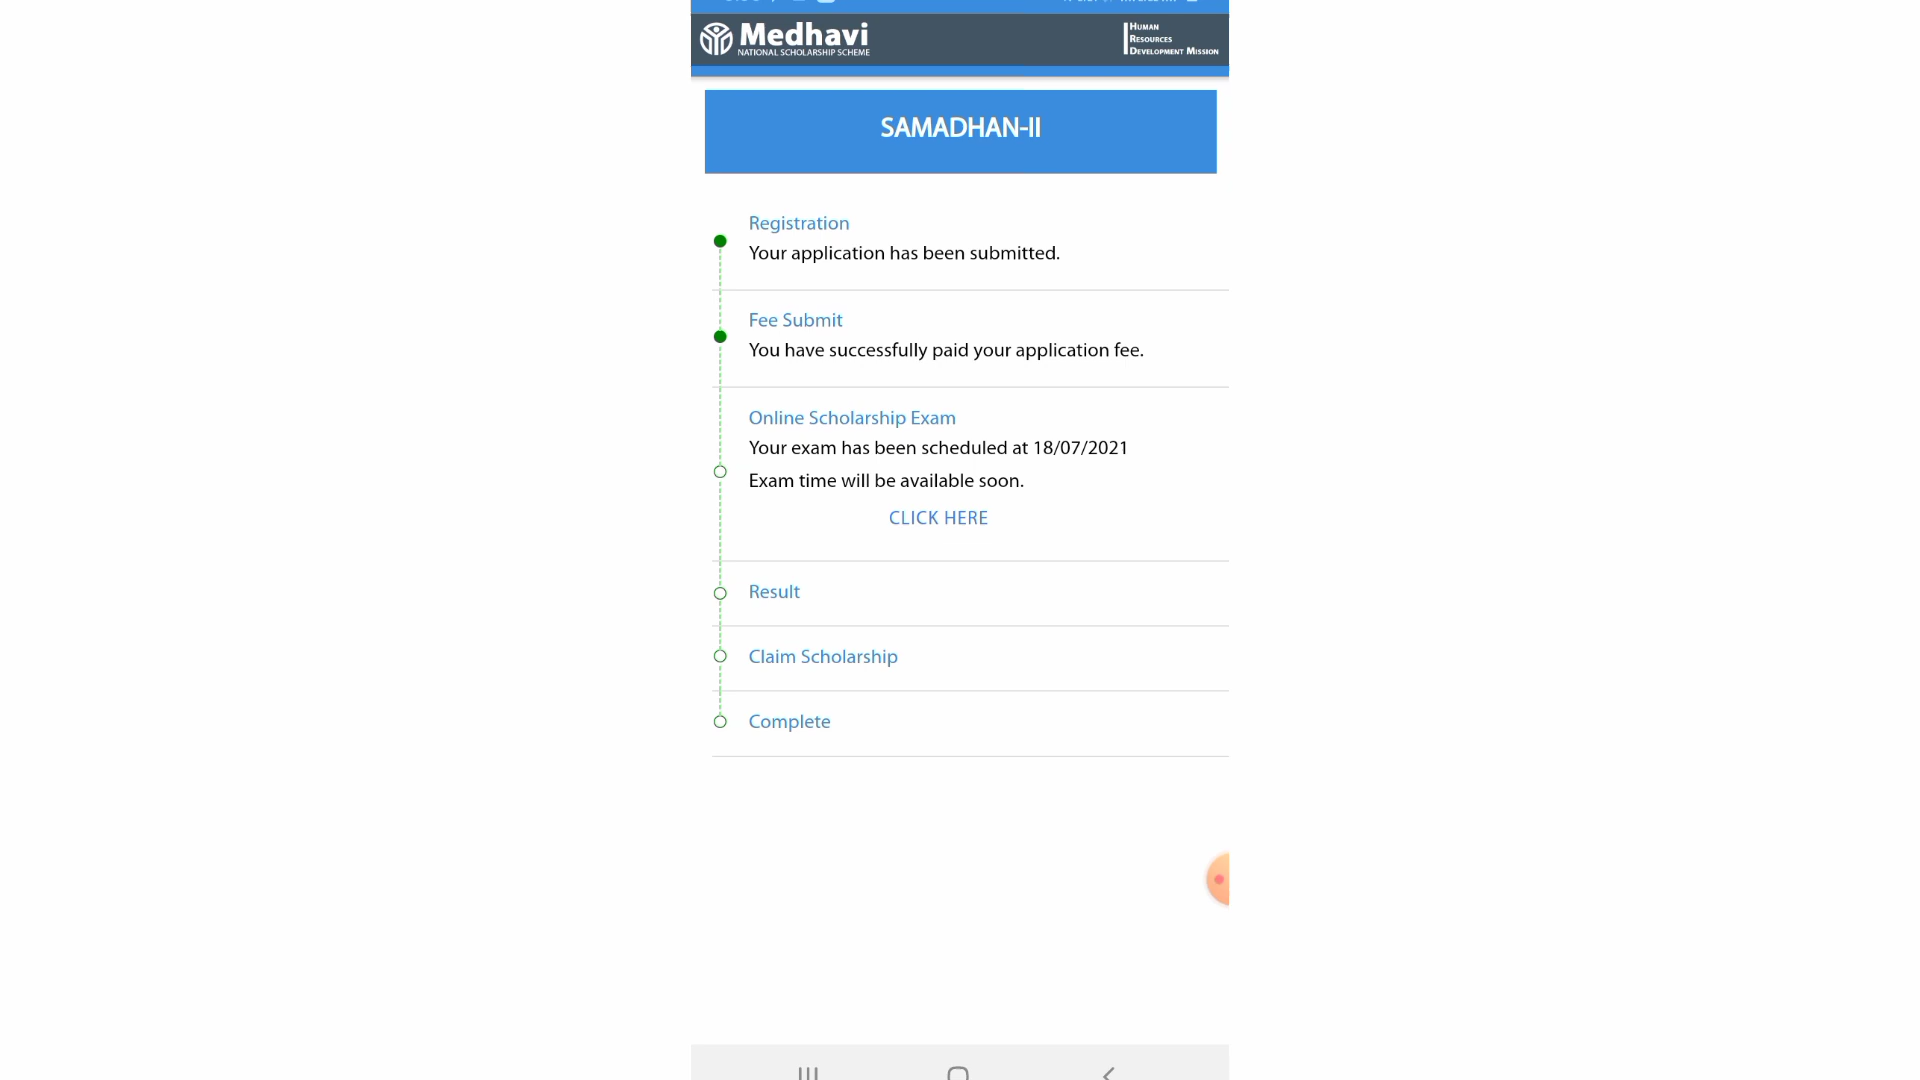 Medhavi
NATIONAL SCHOLARSHIP SCHEME
HUMAN
RESOURCES
DEVELOPMENT MISSION
SAMADHAN-II
Registration
Your application has been submitted.
Fee Submit
You have successfully paid your application fee.
Online Scholarship Exam
Your exam has been scheduled at 18/07/2021
Exam time will be available soon.
CLICK HERE
Result
Claim Scholarship
Complete